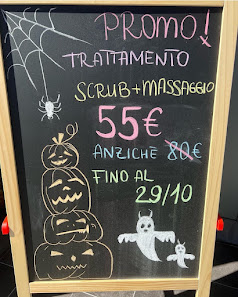 PROMO!
TRATTAMENTO
SCRUB+MASSAGGIO
55€
ANZICHE 80€
FINO AL
29/10